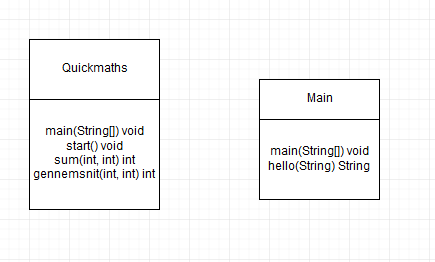 Quickmaths
main(String[]) void
start() void
sum(int, int) int
gennemsnit(int, int) int
Main
main(String[]) void
hello(String) String